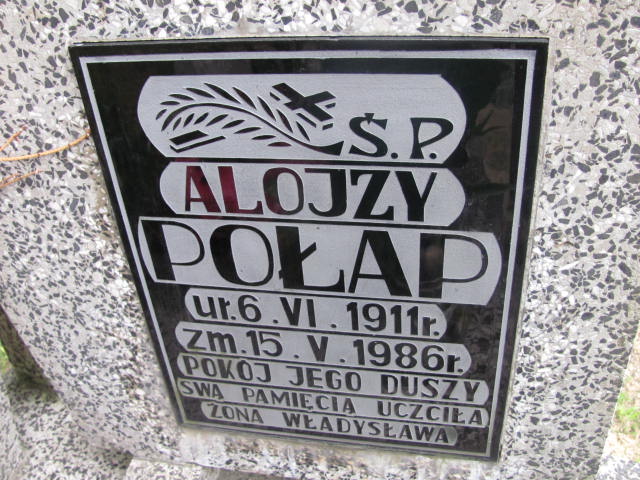 Ś.P.
ALOJZY
POŁAP
ur. 6. VI. 1911r.
zm. 15. V. 1986r.
POKÓJ JEGO DUSZY
SWĄ PAMIĘCIĄ UCZCIŁA
ŻONA WŁADYSŁAWA